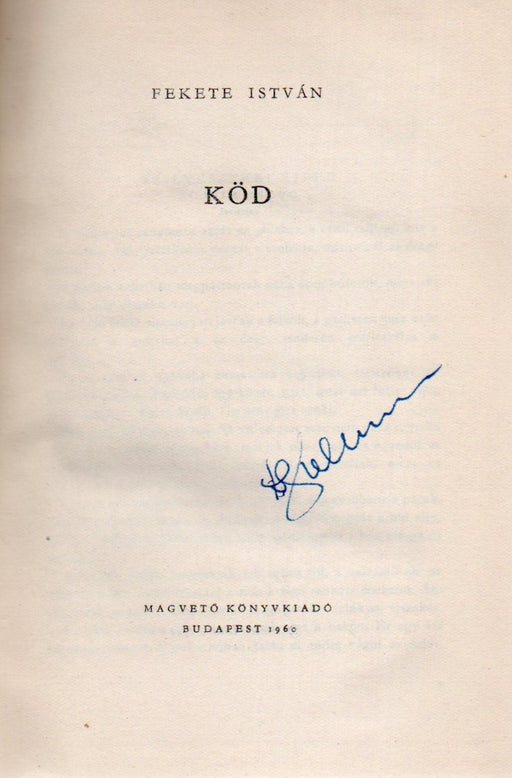 FEKETE ISTVÁN
KÖD
MAGVETŐ KÖNYVKIADÓ
BUDAPEST 1960